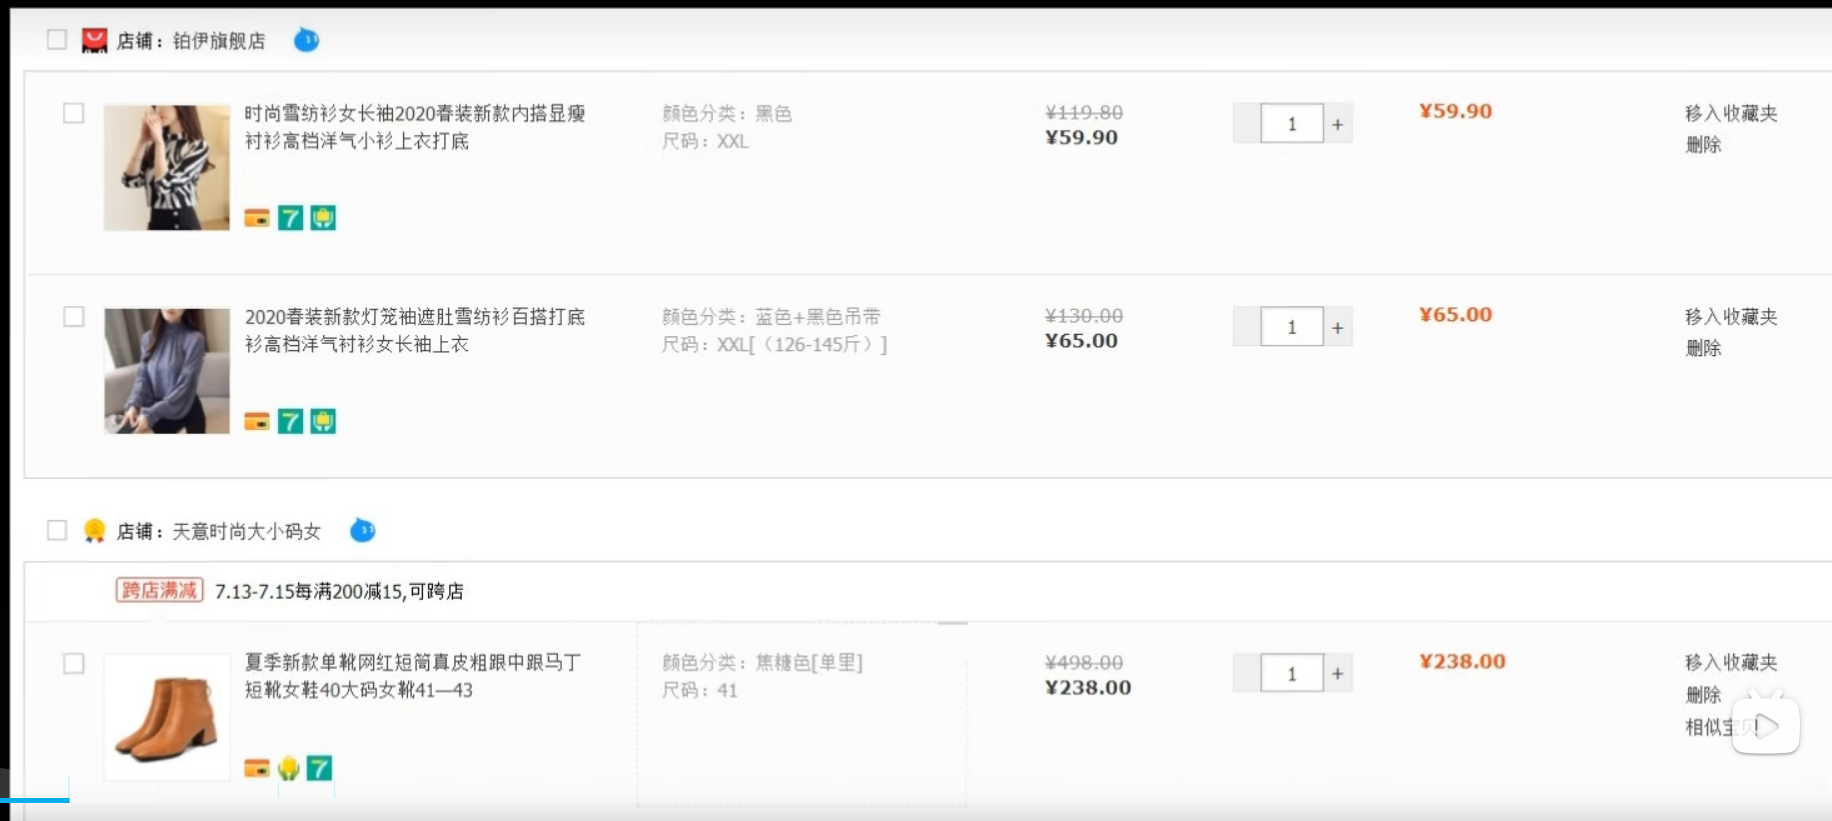 店铺：铂伊旗舰店
时尚雪纺衫女长袖2020春装新款内搭显瘦
衬衫高档洋气小衫上衣打底
颜色分类：黑色
尺码：XXL
¥119.80
¥59.90
1
+
¥59.90
移入收藏夹
删除
7
2020春装新款灯笼袖遮肚雪纺衫百搭打底
衫高档洋气衬衫女长袖上衣
颜色分类：蓝色+黑色吊带
尺码：XXL[（126-145斤）]
¥130.00
¥65.00
1
+
¥65.00
移入收藏夹
删除
7
店铺：天意时尚大小码女
跨店满减 7.13-7.15每满200减15,可跨店
夏季新款单靴网红短筒真皮粗跟中跟马丁
短靴女鞋40大码女靴41—43
颜色分类：焦糖色[单里]
尺码：41
¥498.00
¥238.00
1
+
¥238.00
移入收藏夹
删除
相似宝贝
7